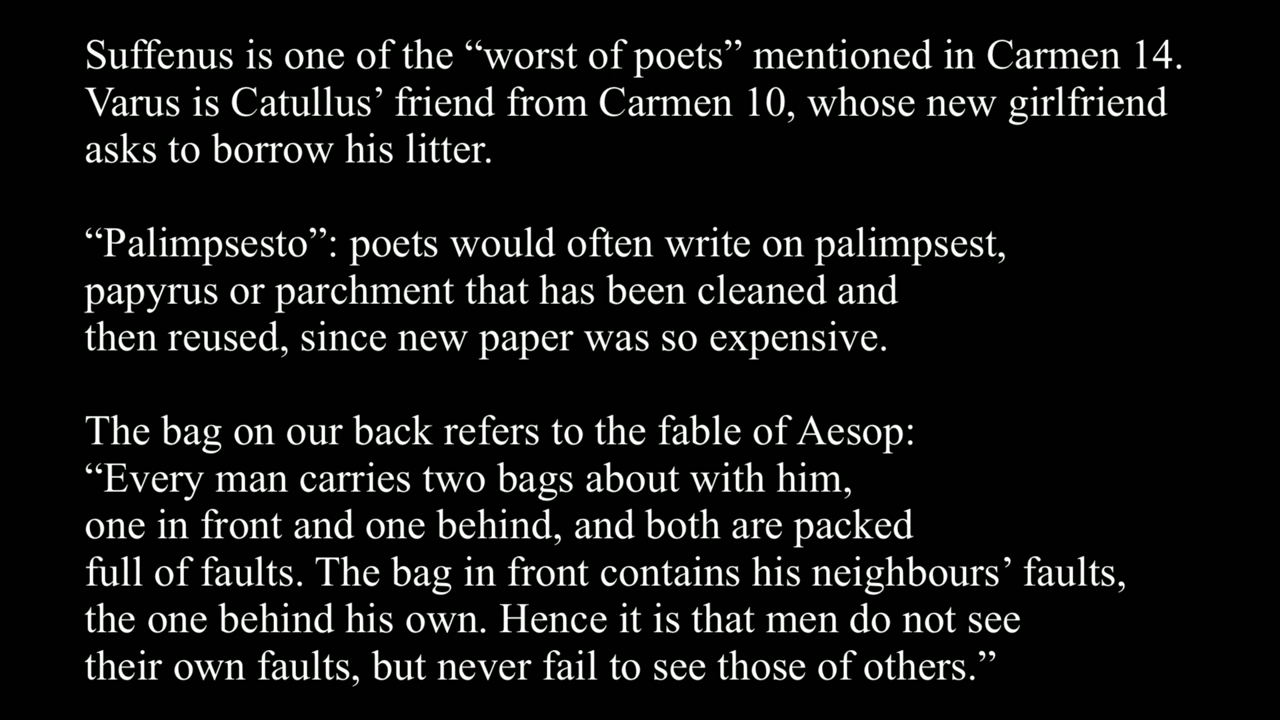 Suffenus is one of the “worst of poets” mentioned in Carmen 14.
Varus is Catullus’ friend from Carmen 10, whose new girlfriend
asks to borrow his litter.
“Palimpsesto”: poets would often write on palimpsest,
papyrus or parchment that has been cleaned and
then reused, since new paper was so expensive.
The bag on our back refers to the fable of Aesop:
“Every man carries two bags about with him,
one in front and one behind, and both are packed
full of faults. The bag in front contains his neighbours’ faults,
the one behind his own. Hence it is that men do not see
their own faults, but never fail to see those of others.”